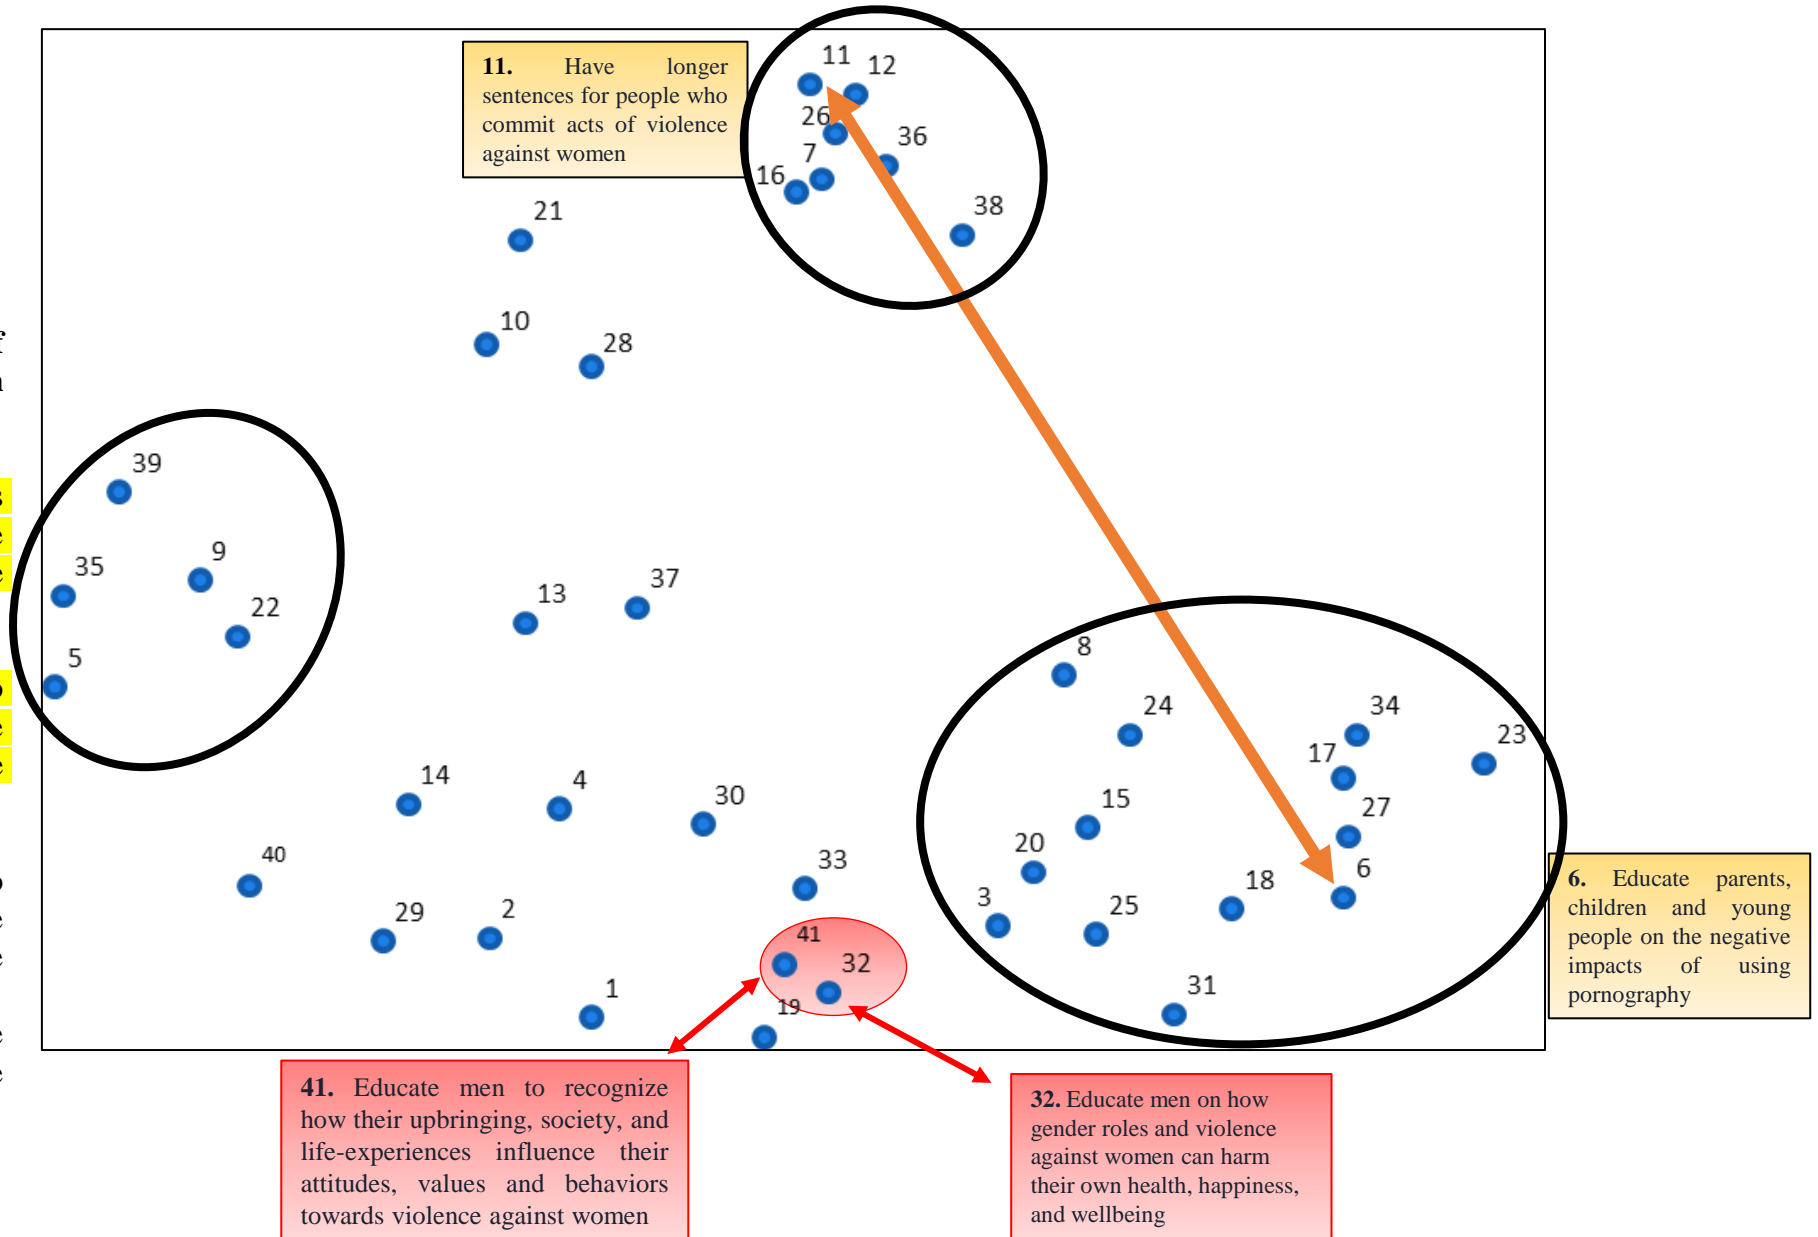 11. Have longer
sentences for people who
commit acts of violence
against women
11
12
26
36
7
16
38
21
10
28
39
35
9
22
5
13
37
8
24
34
23
17
14
4
30
15
27
20
40
33
6
18
3
25
29
2
41
32
31
1
19
6. Educate parents,
children and young
people on the negative
impacts of using
pornography
41. Educate men to recognize
how their upbringing, society, and
life-experiences influence their
attitudes, values and behaviors
towards violence against women
32. Educate men on how
gender roles and violence
against women can harm
their own health, happiness,
and wellbeing